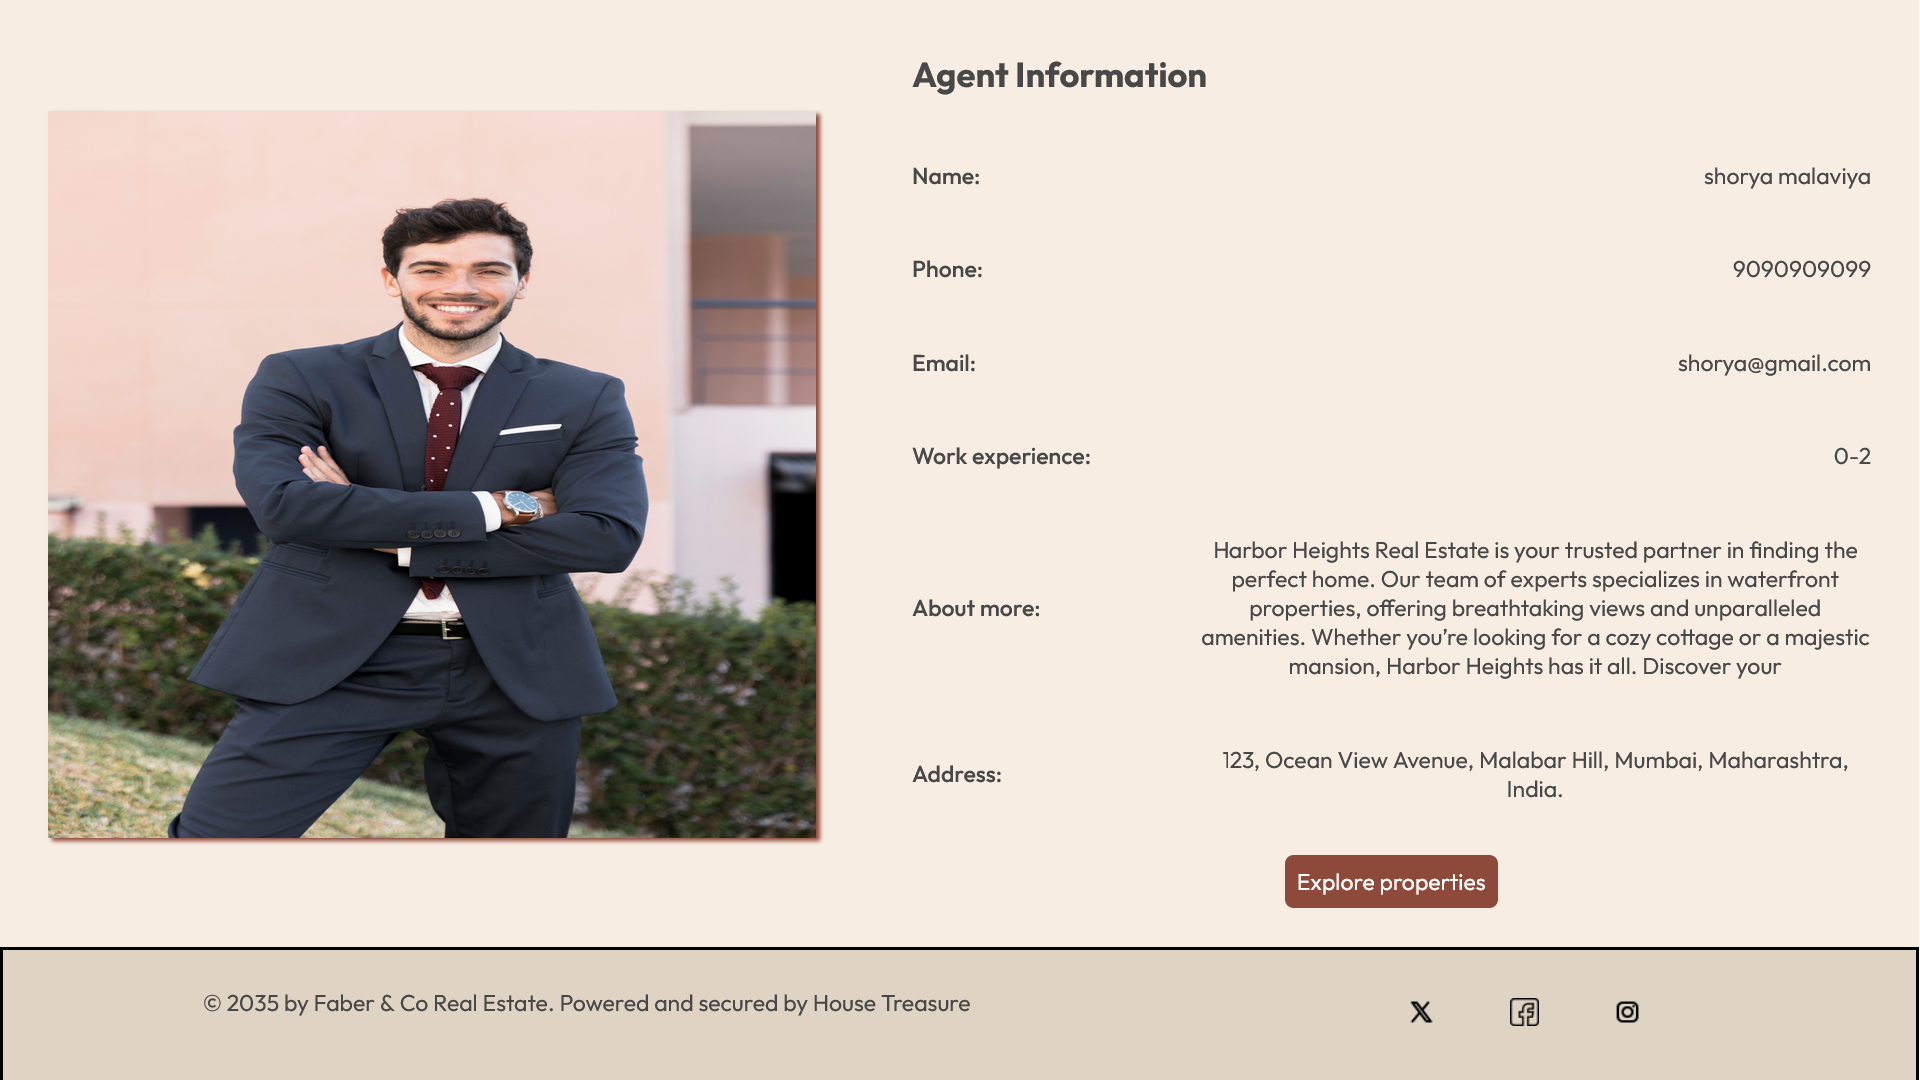 Agent Information
Name:
shorya malaviya
Phone:
9090909099
Email:
shorya@gmail.com
Work experience:
0-2
About more:
Harbor Heights Real Estate is your trusted partner in finding the
perfect home. Our team of experts specializes in waterfront
properties, offering breathtaking views and unparalleled
amenities. Whether you’re looking for a cozy cottage or a majestic
mansion, Harbor Heights has it all. Discover your
Address:
123, Ocean View Avenue, Malabar Hill, Mumbai, Maharashtra,
India.
Explore properties
© 2035 by Faber & Co Real Estate. Powered and secured by House Treasure